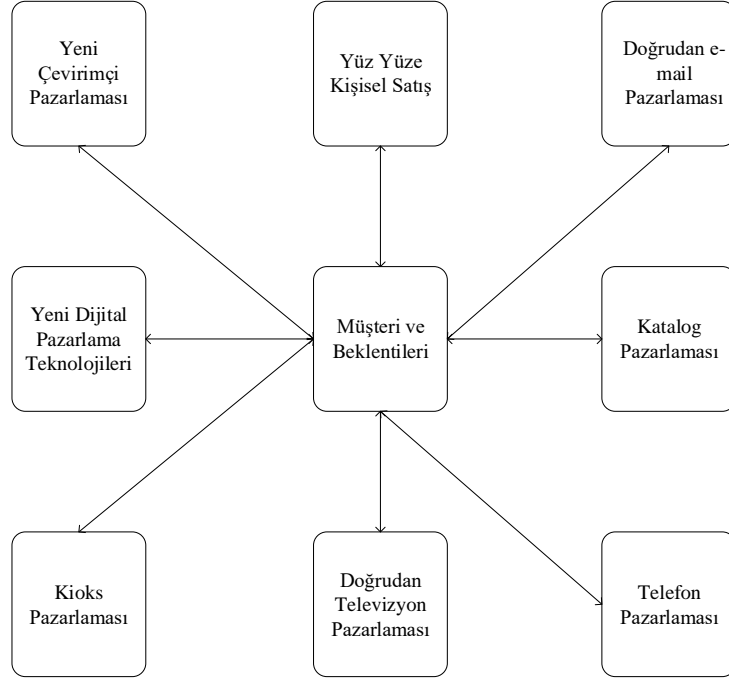 Yeni
Çevirimçi
Pazarlaması
Yüz Yüze
Kişisel Satış
Doğrudan e-
mail
Pazarlaması
Yeni Dijital
Pazarlama
Teknolojileri
Müşteri ve
Beklentileri
Katalog
Pazarlaması
Kioks
Pazarlaması
Doğrudan
Televizyon
Pazarlaması
Telefon
Pazarlaması